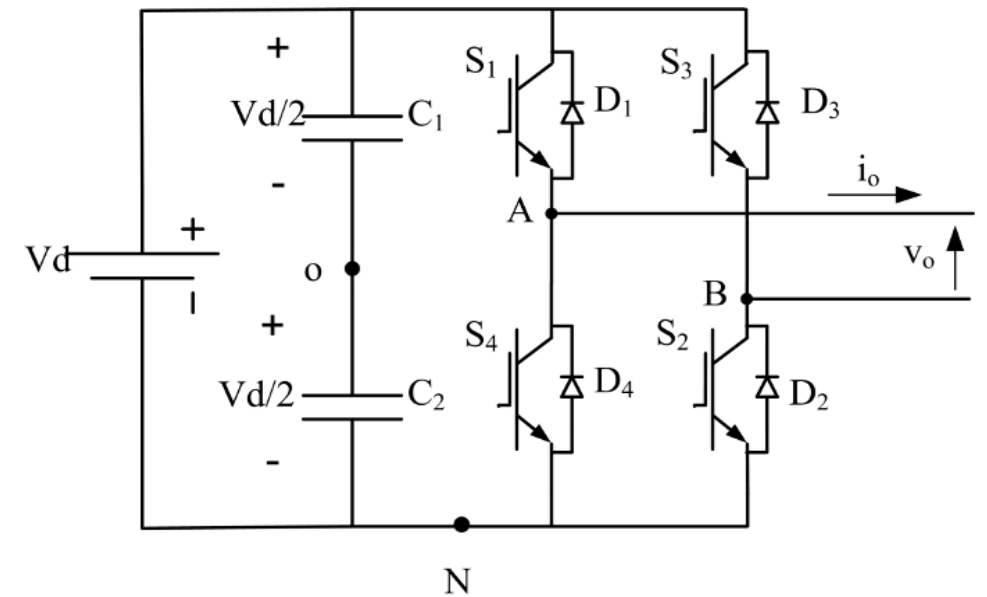 +
S₁
S₃
Vd/2
C₁
D₁
D₃
-
iₒ
+
A
Vd
o
vₒ
B
+
S₄
S₂
Vd/2
C₂
D₄
D₂
-
N